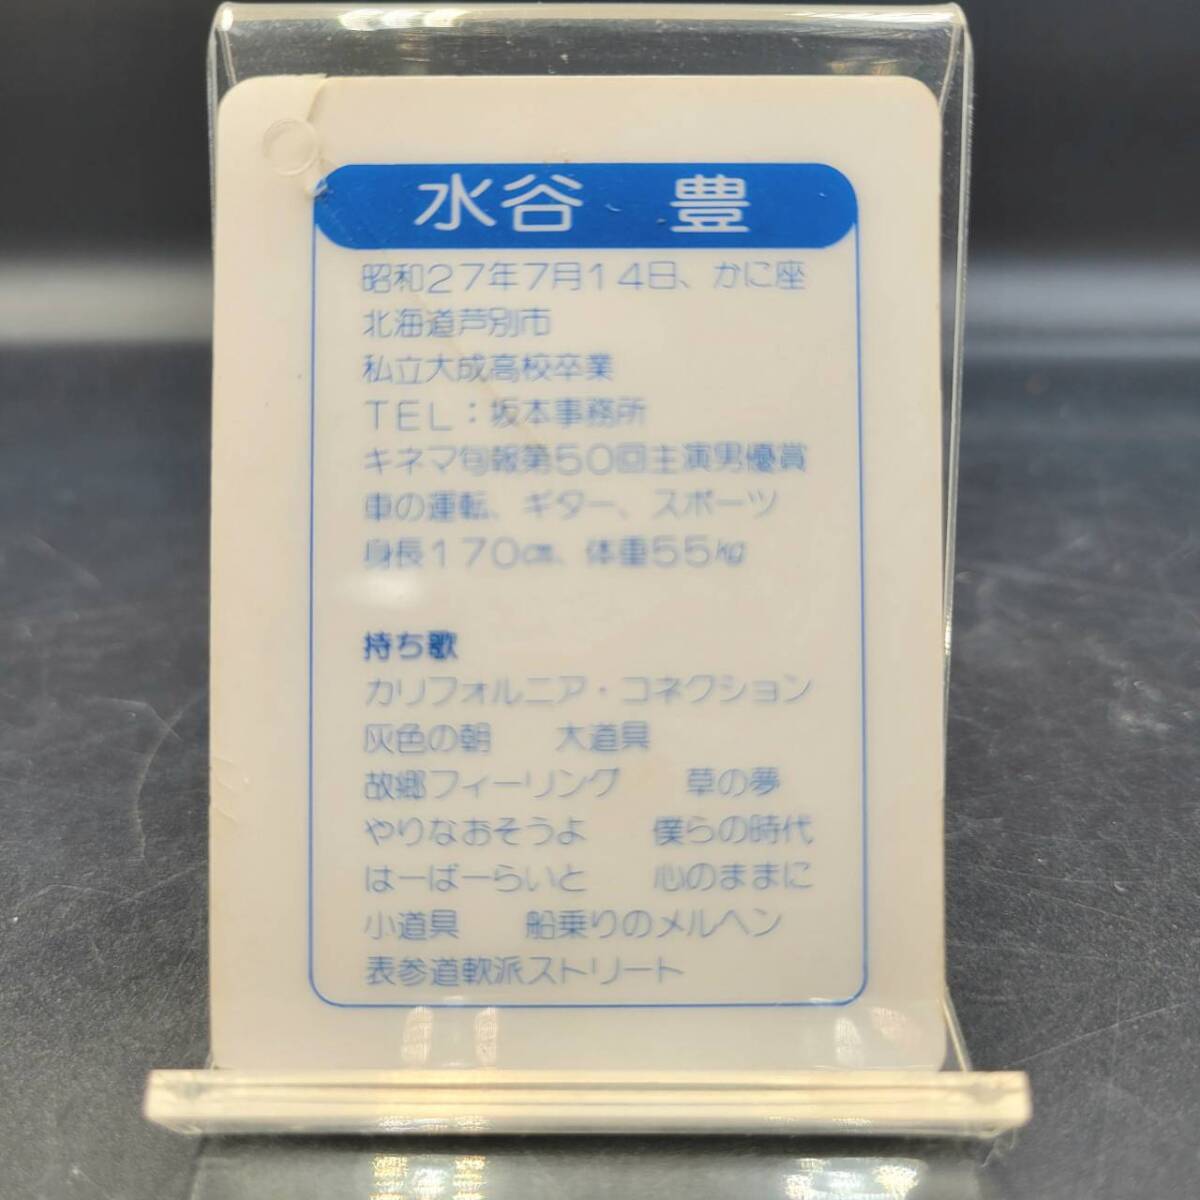 水谷　豊
昭和27年7月14日、かに座
北海道芦別市
私立大成高校卒業
TEL：坂本事務所
キネマ旬報第50回主演男優賞
車の運転、ギター、スポーツ
身長170㎝、体重55㎏
持ち歌
カリフォルニア・コネクション
灰色の朝　　大道具
故郷フィーリング　　草の夢
やりなおそうよ　　僕らの時代
はーばーらいと　　心のままに
小道具　　船乗りのメルヘン
表参道軟派ストリート